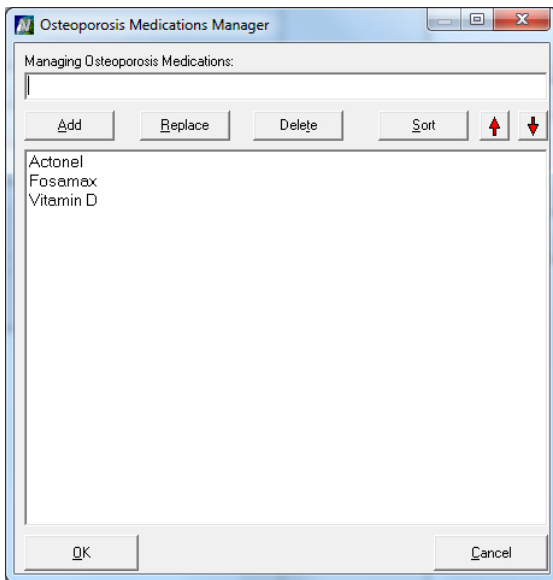 Osteoporosis Medications Manager
Managing Osteoporosis Medications:
Add Replace Delete Sort
Actonel
Fosamax
Vitamin D
OK Cancel